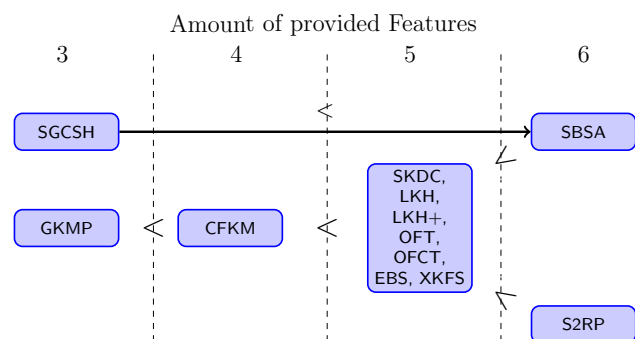 Amount of provided Features
3 4 5 6
<
SGCSH SBSA
<
SKDC,
LKH,
LKH+,
GKMP < CFKM <
OFT,
OFCT,
EBS, XKFS
<
S2RP